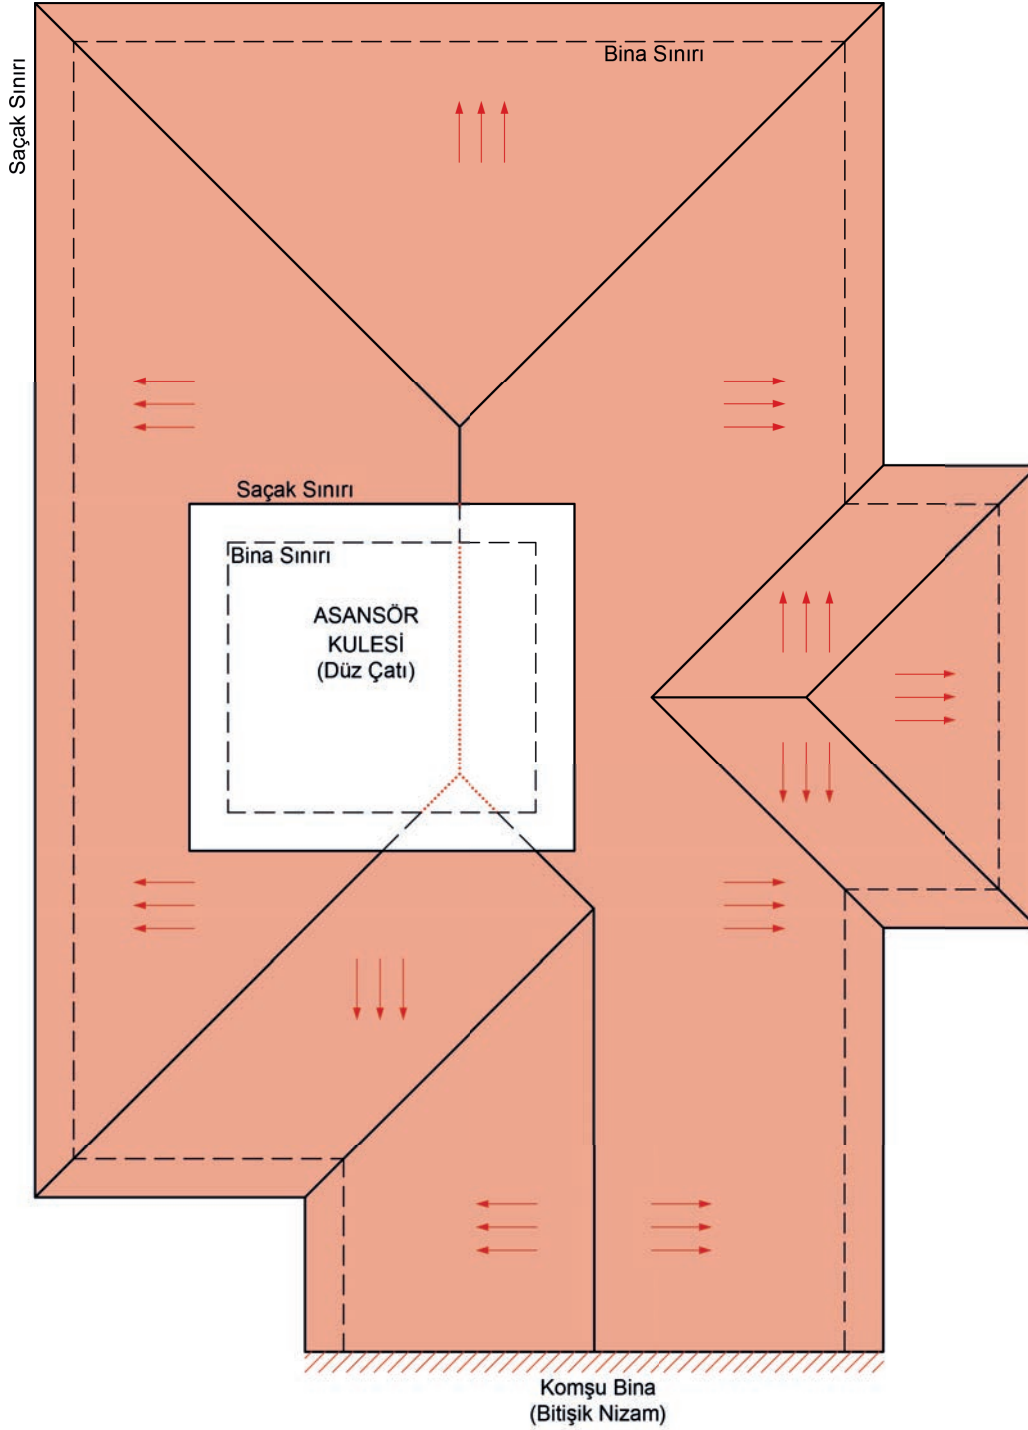 Bina Sınırı
Saçak Sınırı
Saçak Sınırı
Bina Sınırı
ASANSÖR
KULESİ
(Düz Çatı)
Komşu Bina
(Bitişik Nizam)